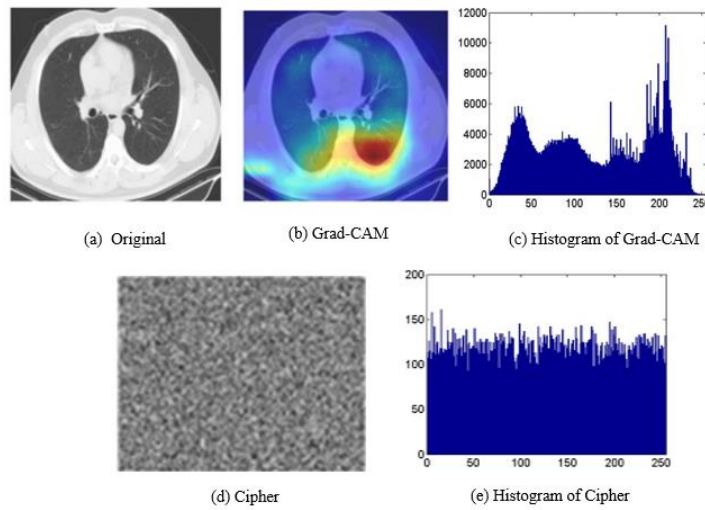 12000
10000
8000
6000
4000
2000
0
0 50 100 150 200 250
(a) Original
(b) Grad-CAM
(c) Histogram of Grad-CAM
200
150
100
50
0
0 50 100 150 200 250
(d) Cipher
(e) Histogram of Cipher